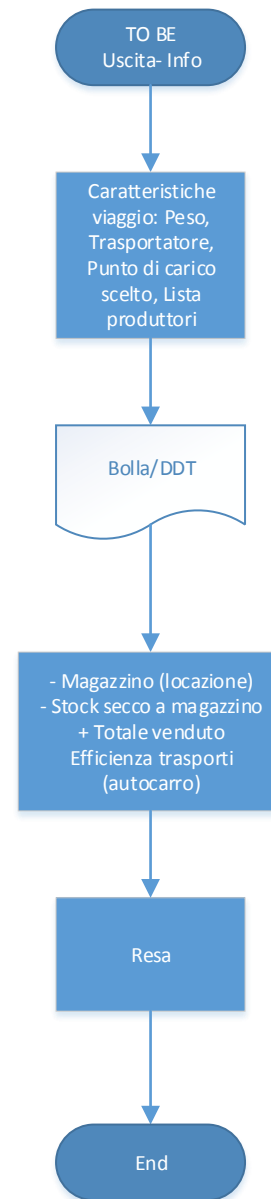 TO BE
Uscita- Info
Caratteristiche
viaggio: Peso,
Trasportatore,
Punto di carico
scelto, Lista
produttori
Bolla/DDT
- Magazzino (locazione)
- Stock secco a magazzino
+ Totale venduto
Efficienza trasporti
(autocarro)
Resa
End